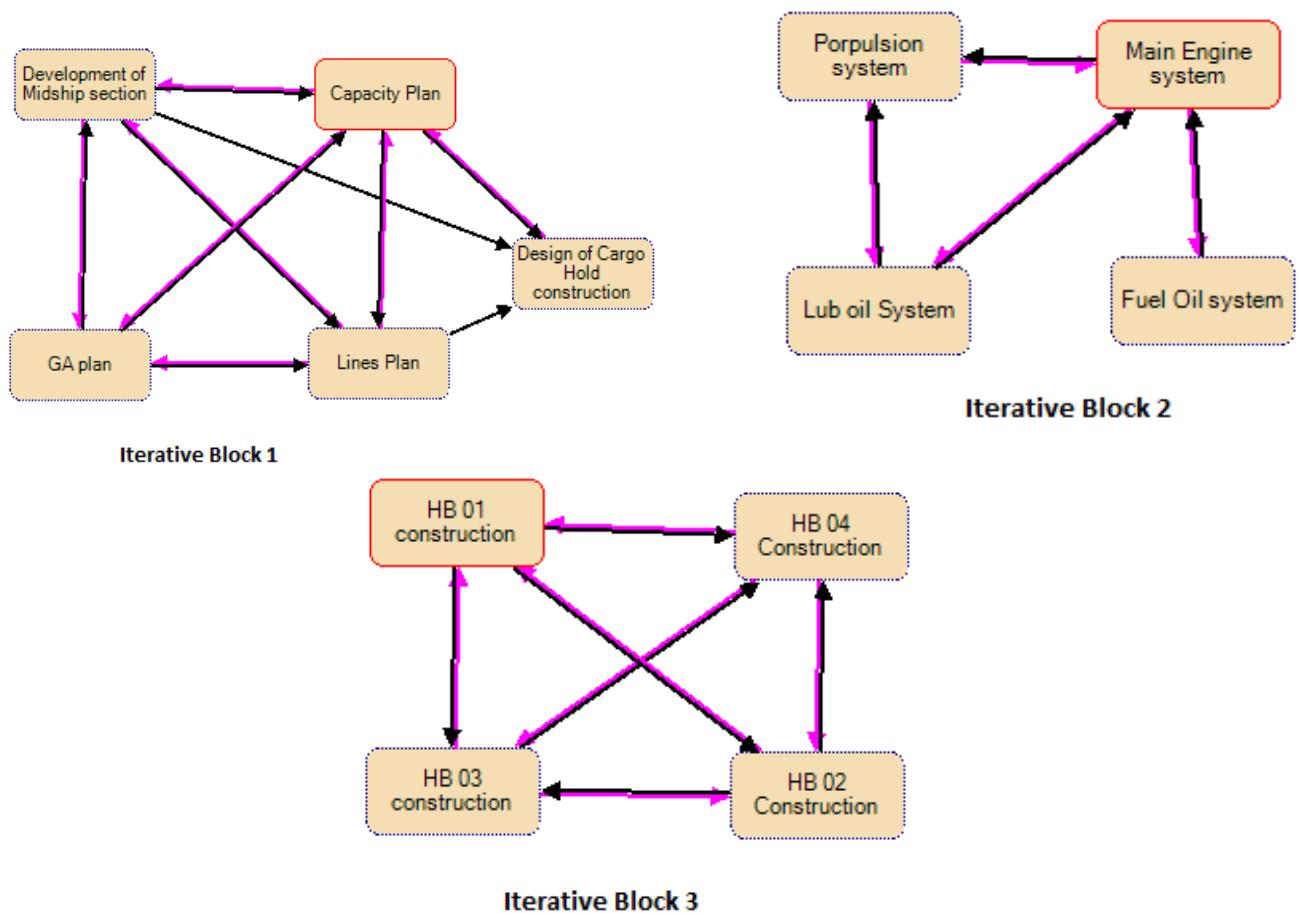 Development of
Midship section
Capacity Plan
Design of Cargo
Hold
construction
GA plan
Lines Plan
Iterative Block 1
Porpulsion
system
Main Engine
system
Lub oil System
Fuel Oil system
Iterative Block 2
HB 01
construction
HB 04
Construction
HB 03
construction
HB 02
Construction
Iterative Block 3